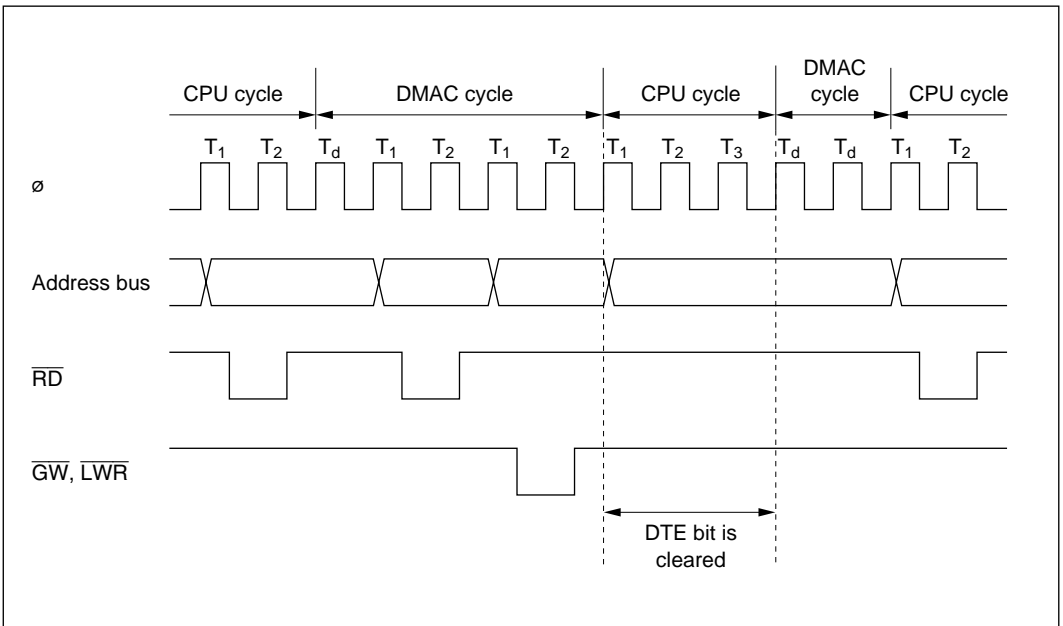 DMAC
CPU cycle DMAC cycle CPU cycle cycle CPU cycle
T1 T2 Td T1 T2 T1 T2 T1 T2 T3 Td Td T1 T2
ø
Address bus
RD
GW, LWR
DTE bit is
cleared